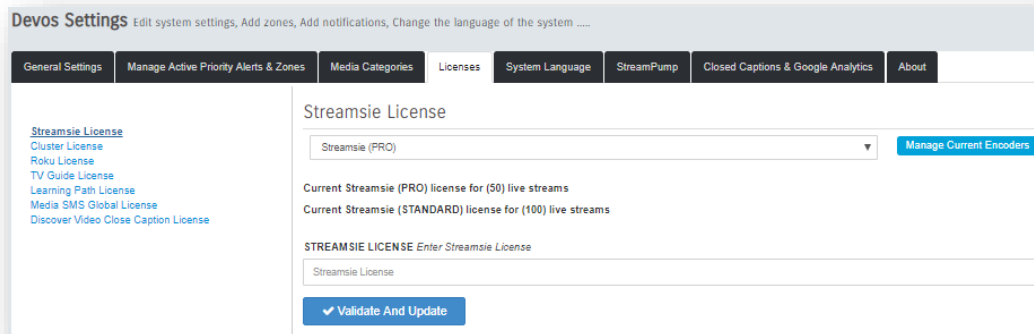 Devos Settings Edit system settings, Add zones, Add notifications, Change the language of the system .....
General Settings Manage Active Priority Alerts & Zones Media Categories Licenses System Language StreamPump Closed Captions & Google Analytics About
Streamsie License
Cluster License
Roku License
TV Guide License
Learning Path License
Media SMS Global License
Discover Video Close Caption License
Streamsie License
Streamsie (PRO) Manage Current Encoders
Current Streamsie (PRO) license for (50) live streams
Current Streamsie (STANDARD) license for (100) live streams
STREAMSIE LICENSE Enter Streamsie License
Streamsie License
Validate And Update